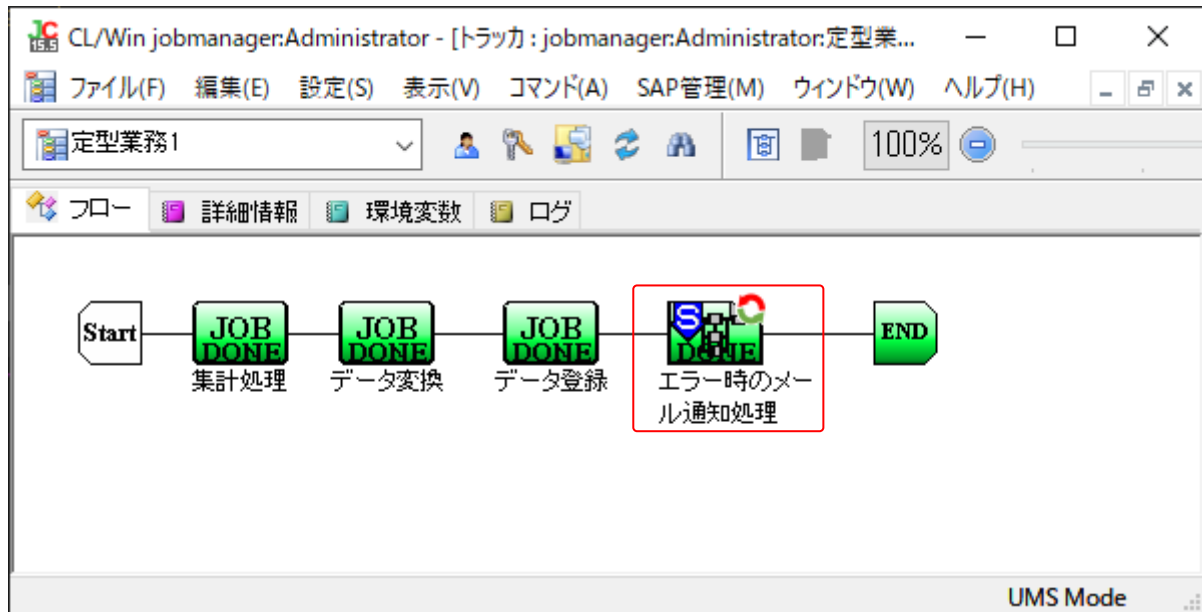 JC 15.5 CL/Win jobmanager:Administrator - [トラッカ : jobmanager:Administrator:定型業...
ファイル(F) 編集(E) 設定(S) 表示(V) コマンド(A) SAP管理(M) ウィンドウ(W) ヘルプ(H)
定型業務1 100%
フロー 詳細情報 環境変数 ログ
Start JOB DONE JOB DONE JOB DONE S DONE END
集計処理 データ変換 データ登録 エラー時のメー
ル通知処理
UMS Mode